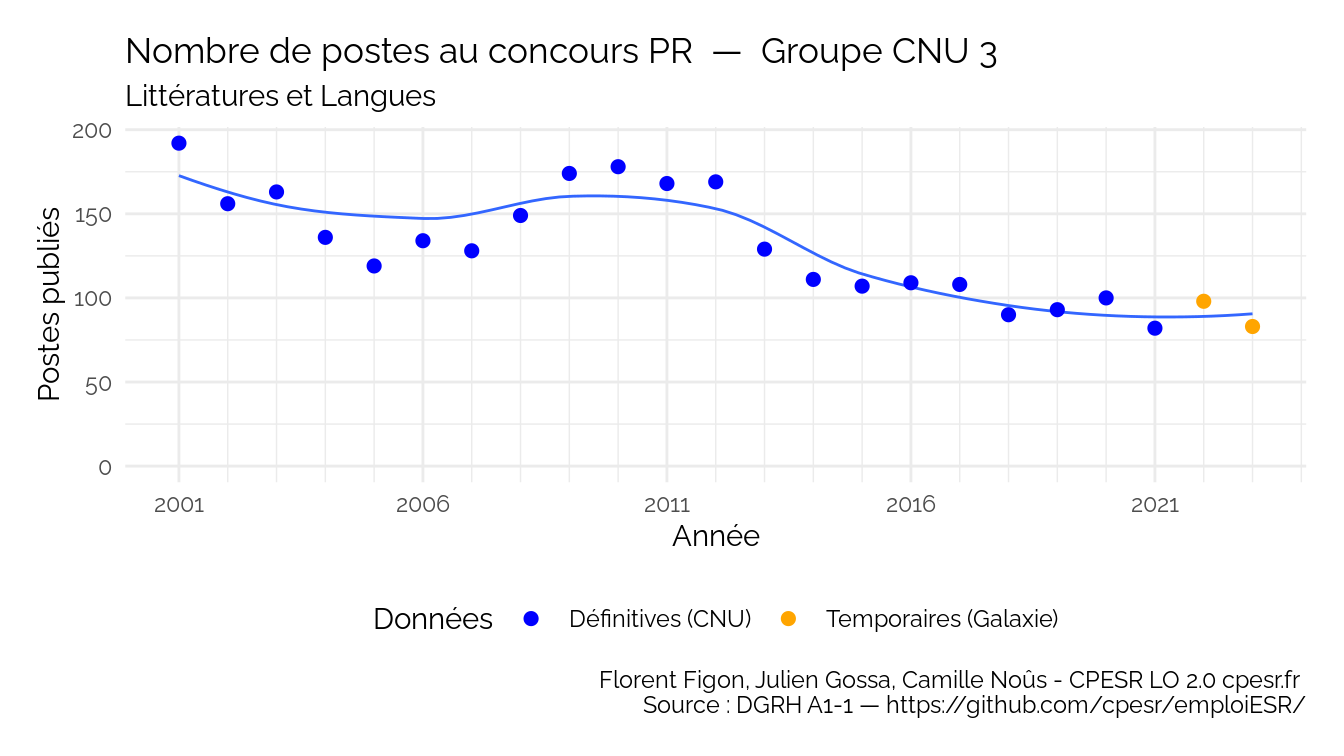 Nombre de postes au concours PR — Groupe CNU 3
Littératures et Langues
200
150
100
50
0
Postes publiés
2001 2006 2011 2016 2021
Année
Données Définitives (CNU) Temporaires (Galaxie)
Florent Figon, Julien Gossa, Camille Noûs - CPESR LO 2.0 cpesr.fr
Source : DGRH A1-1 — https://github.com/cpesr/emploiESR/